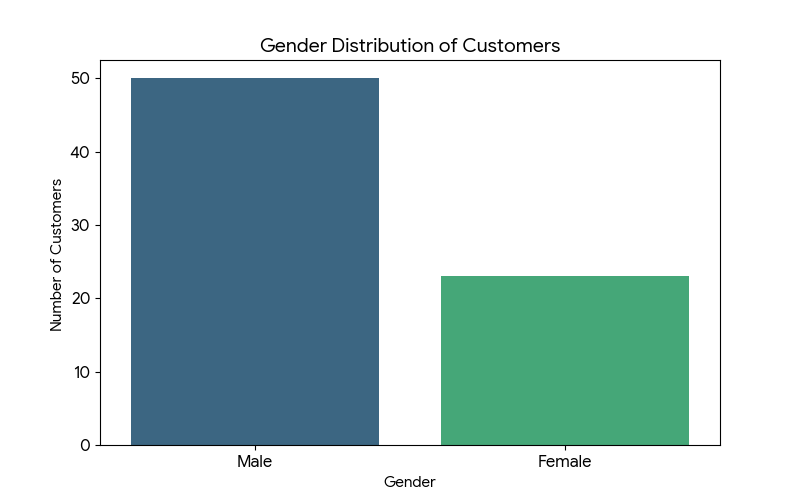 Gender Distribution of Customers
Number of Customers
50
40
30
20
10
0
Male
Female
Gender